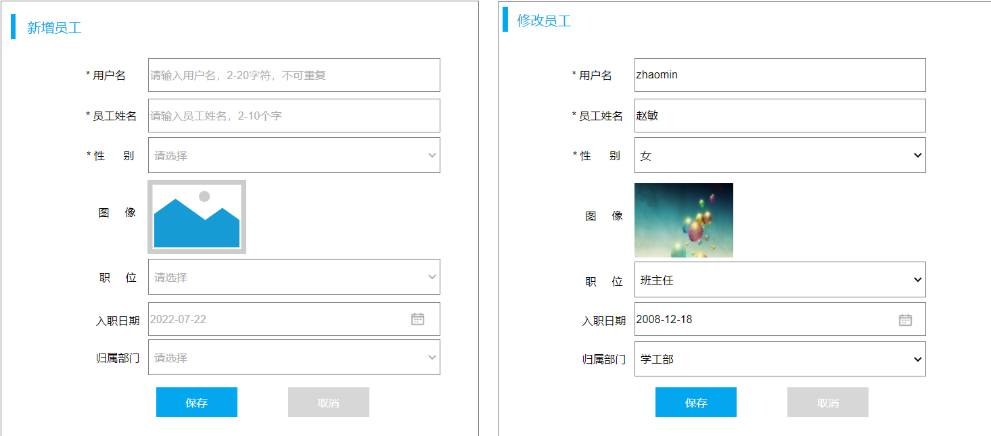 新增员工
* 用户名 请输入用户名，2-20字符，不可重复
* 员工姓名 请输入员工姓名，2-10个字
* 性 别 请选择
图 像
职 位 请选择
入职日期 2022-07-22
归属部门 请选择
保存 取消
修改员工
* 用户名 zhaomin
* 员工姓名 赵敏
* 性 别 女
图 像
职 位 班主任
入职日期 2008-12-18
归属部门 学工部
保存 取消